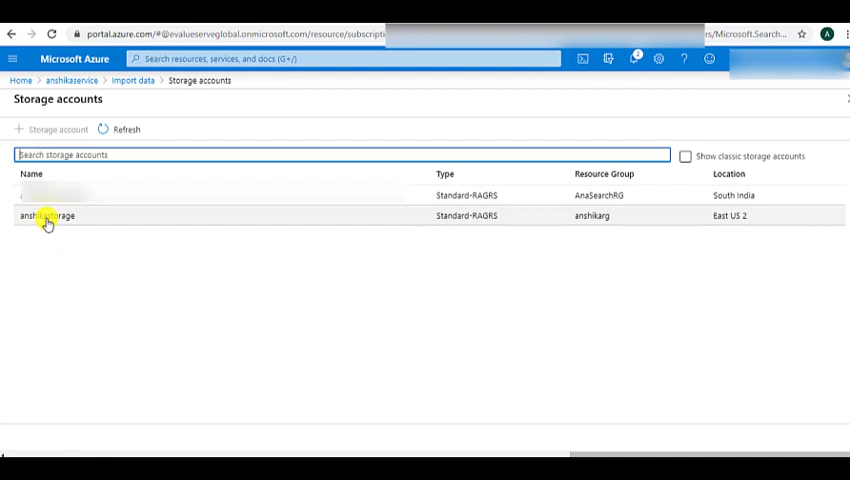 portal.azure.com/#@evalueserveglobal.onmicrosoft.com/resource/subscripti rs/Microsoft.Search... A
Microsoft Azure Search resources, services, and docs (G+/) 2
Home > anshikaservice > Import data > Storage accounts
Storage accounts
+ Storage account Refresh
Search storage accounts Show classic storage accounts
Name Type Resource Group Location
Standard-RAGRS AnaSearchRG South India
anshikastorage Standard-RAGRS anshikarg East US 2